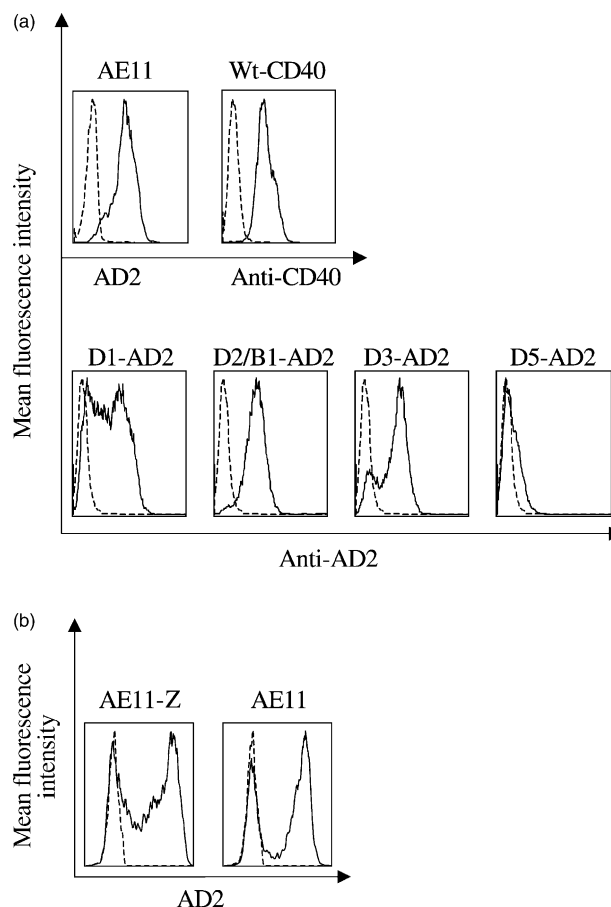 (a)
AE11 Wt-CD40
Mean fluorescence intensity
AD2 Anti-CD40
D1-AD2 D2/B1-AD2 D3-AD2 D5-AD2
Anti-AD2
(b)
Mean fluorescence
intensity
AE11-Z AE11
AD2